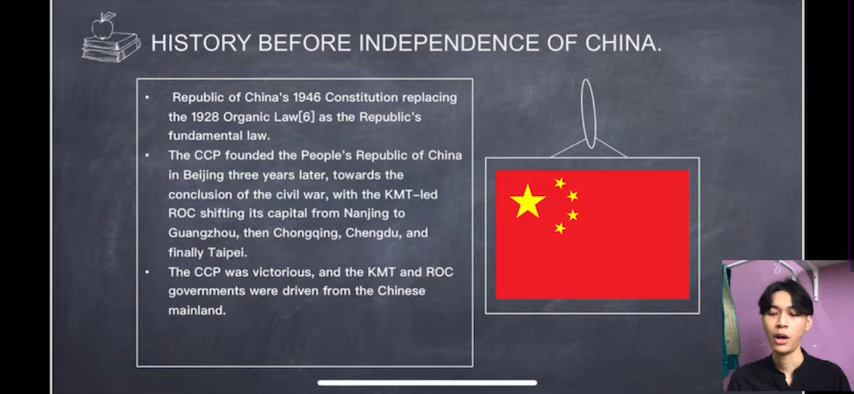 HISTORY BEFORE INDEPENDENCE OF CHINA.
• Republic of China's 1946 Constitution replacing
the 1928 Organic Law[6] as the Republic's
fundamental law.
• The CCP founded the People's Republic of China
in Beijing three years later, towards the
conclusion of the civil war, with the KMT-led
ROC shifting its capital from Nanjing to
Guangzhou, then Chongqing, Chengdu, and
finally Taipei.
• The CCP was victorious, and the KMT and ROC
governments were driven from the Chinese
mainland.